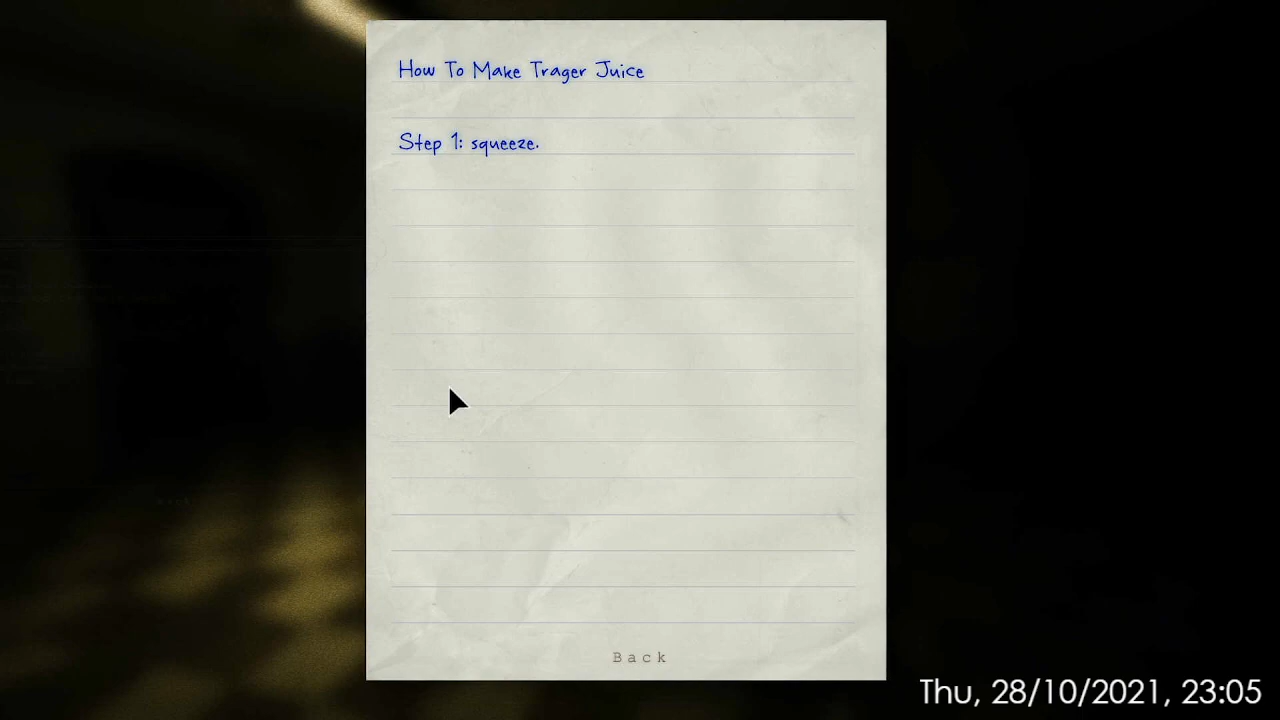 How To Make Trager Juice
Step 1: squeeze.
Back
Thu, 28/10/2021, 23:05